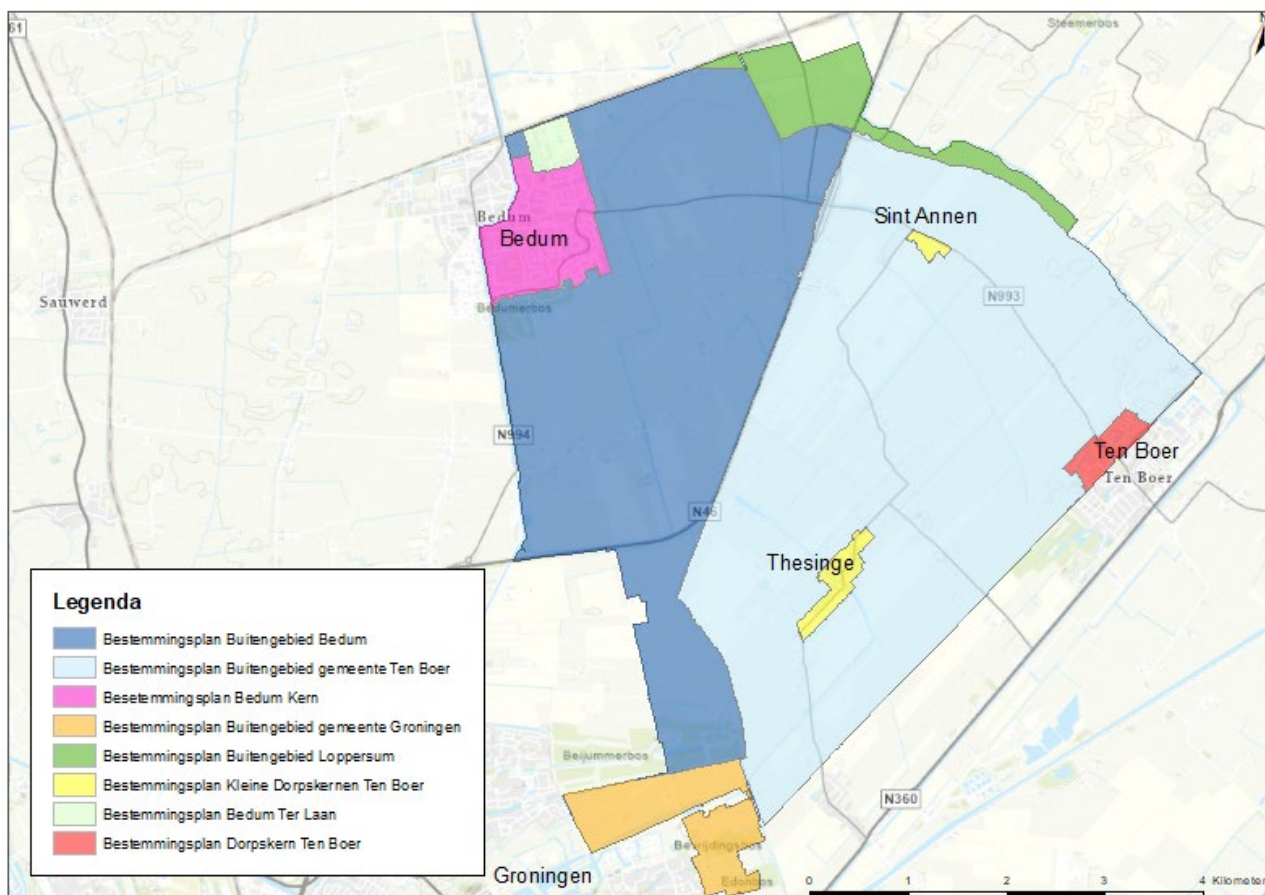 61
Steemerbos
N
Bedum
Bedum
Sint Annen
Sauwerd
Bedumerbos
N993
N994
Ten Boer
Ten Boer
N46
Thesinge
Legenda
Bestemmingsplan Buitengebied Bedum
Bestemmingsplan Buitengebied gemeente Ten Boer
Besetemmingsplan Bedum Kern
Bestemmingsplan Buitengebied gemeente Groningen
Bestemmingsplan Buitengebied Loppersum
Bestemmingsplan Kleine Dorpskernen Ten Boer
Bestemmingsplan Bedum Ter Laan
Bestemmingsplan Dorpskern Ten Boer
Beijummerbos
N360
Bevrijdingsbos
Groningen
0 1 2 3 4 Kilometer